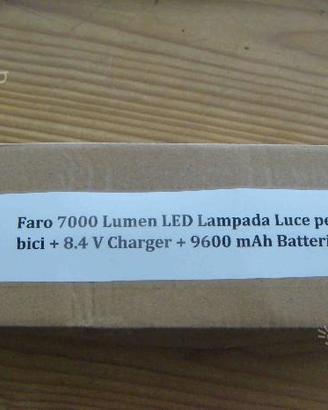 Faro 7000 Lumen LED Lampada Luce pe
bici + 8.4 V Charger + 9600 mAh Batteri